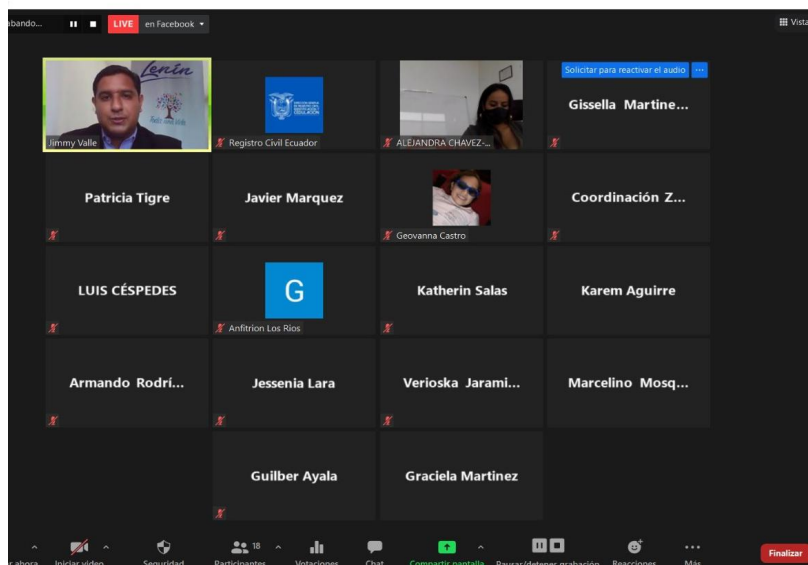 abando...
LIVE
en Facebook
Vista
Lenin
Jimmy Valle
Registro Civil Ecuador
ALEJANDRA CHAVEZ-...
Solicitar para reactivar el audio ...
Gissella Martine...
Patricia Tigre
Javier Marquez
Geovanna Castro
Coordinación Z...
LUIS CÉSPEDES
G
Anfitrion Los Rios
Katherin Salas
Karem Aguirre
Armando Rodrí...
Jessenia Lara
Verioska Jarami...
Marcelino Mosq...
Guilber Ayala
Graciela Martinez
18
ar ahora
Iniciar video
Seguridad
Participantes
Votaciones
Chat
Compartir pantalla
Pausar/detener grabación
Reacciones
Más
Finalizar